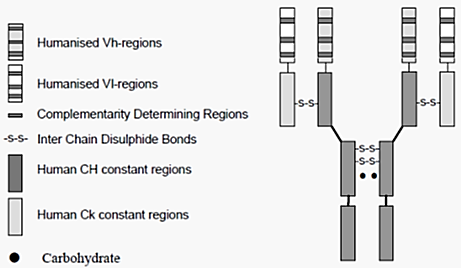 Humanised Vh-regions
Humanised Vl-regions
Complementarity Determining Regions
-S-S- Inter Chain Disulphide Bonds
Human CH constant regions
Human Ck constant regions
Carbohydrate
-S-S-
-S-S-
-S-S-
-S-S-